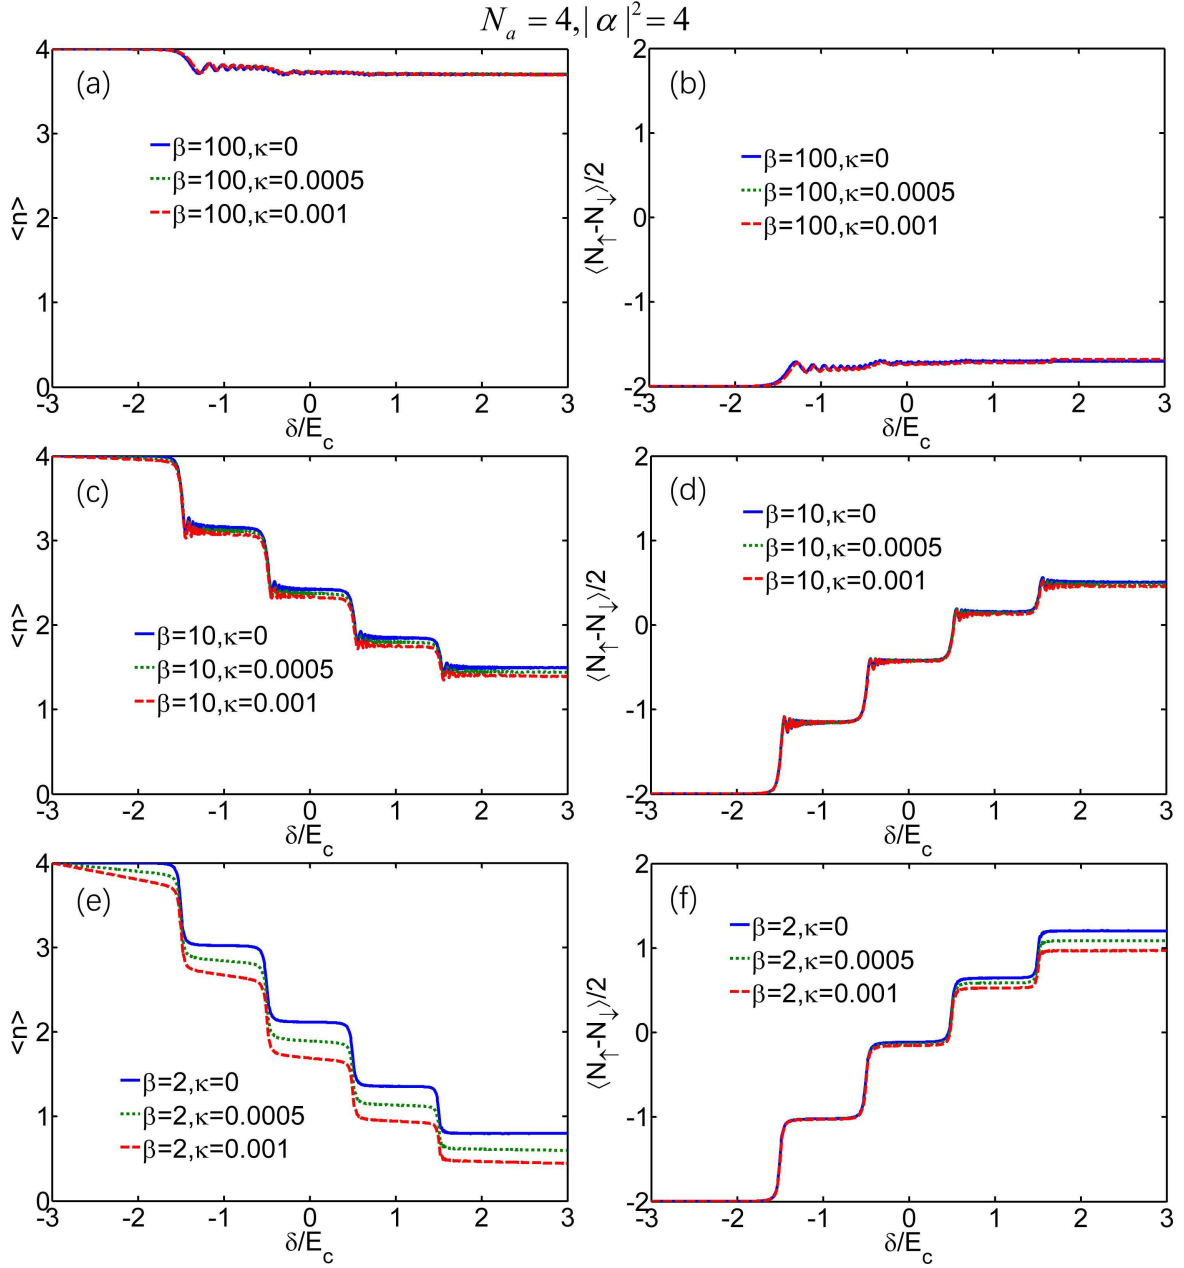 N_a = 4, |α|² = 4
(a)
β=100,κ=0
β=100,κ=0.0005
β=100,κ=0.001
<n>
4
3
2
1
0
-3 -2 -1 0 1 2 3
δ/E_c
(b)
β=100,κ=0
β=100,κ=0.0005
β=100,κ=0.001
⟨N↑-N↓⟩/2
2
1
0
-1
-2
-3 -2 -1 0 1 2 3
δ/E_c
(c)
β=10,κ=0
β=10,κ=0.0005
β=10,κ=0.001
<n>
4
3
2
1
0
-3 -2 -1 0 1 2 3
δ/E_c
(d)
β=10,κ=0
β=10,κ=0.0005
β=10,κ=0.001
⟨N↑-N↓⟩/2
2
1
0
-1
-2
-3 -2 -1 0 1 2 3
δ/E_c
(e)
β=2,κ=0
β=2,κ=0.0005
β=2,κ=0.001
<n>
4
3
2
1
0
-3 -2 -1 0 1 2 3
δ/E_c
(f)
β=2,κ=0
β=2,κ=0.0005
β=2,κ=0.001
⟨N↑-N↓⟩/2
2
1
0
-1
-2
-3 -2 -1 0 1 2 3
δ/E_c